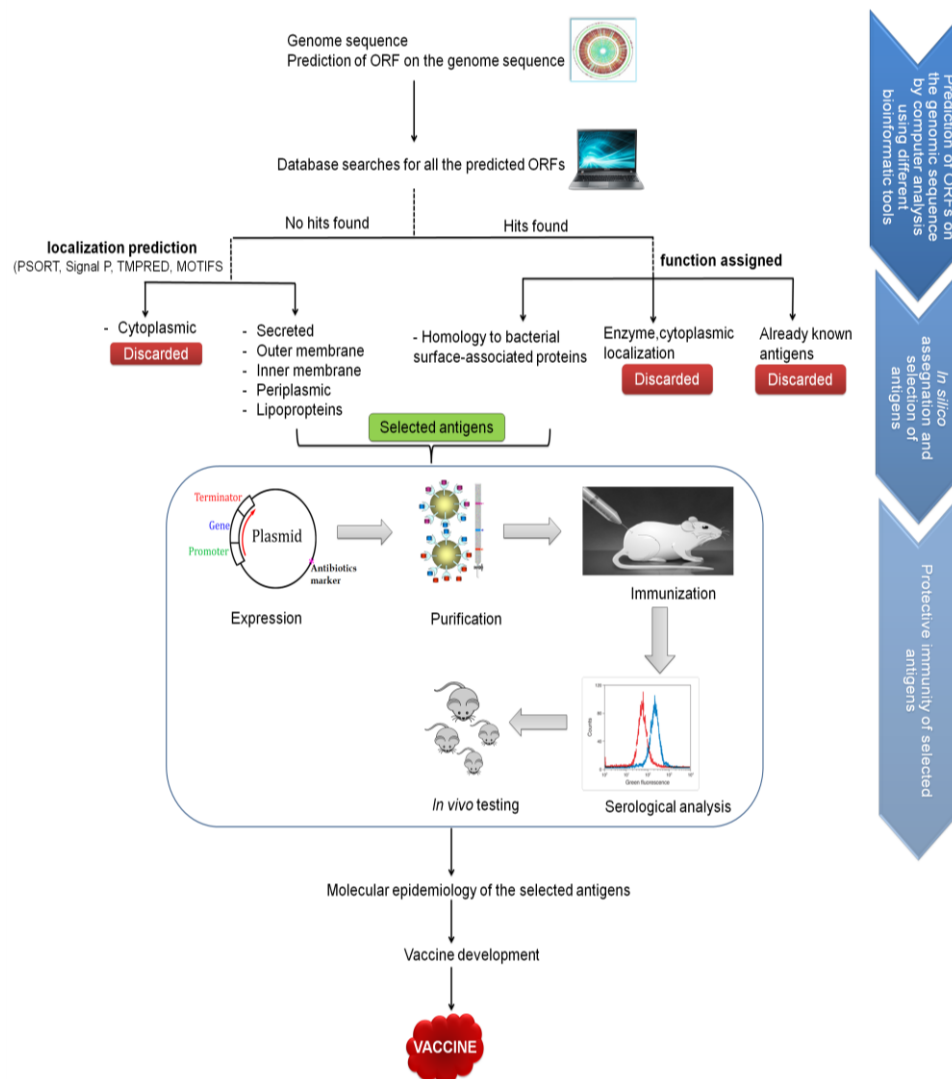 Genome sequence
Prediction of ORF on the genome sequence
Database searches for all the predicted ORFs
No hits found
Hits found
localization prediction
(PSORT, Signal P, TMPRED, MOTIFS
function assigned
- Cytoplasmic
Discarded
- Secreted
- Outer membrane
- Inner membrane
- Periplasmic
- Lipoproteins
- Homology to bacterial
surface-associated proteins
Enzyme,cytoplasmic
localization
Discarded
Already known
antigens
Discarded
Selected antigens
Terminator
Gene
Promoter
Plasmid
Antibiotics
marker
Expression
Purification
Immunization
Counts
Green fluorescence
Serological analysis
In vivo testing
Molecular epidemiology of the selected antigens
Vaccine development
VACCINE
Prediction of ORFs on
the genomic sequence
by computer analysis
using different
bioinformatic tools
In silico
assegnation and
selection of
antigens
Protective immunity of selected
antigens